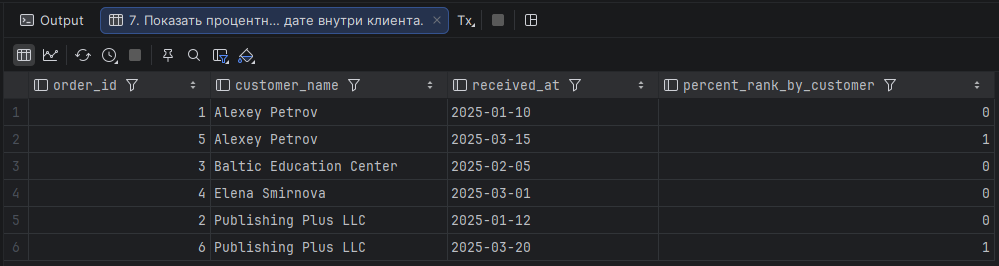 Output 7. Показать процентн... дате внутри клиента. × Tx
order_id customer_name received_at percent_rank_by_customer
1 1 Alexey Petrov 2025-01-10 0
2 5 Alexey Petrov 2025-03-15 1
3 3 Baltic Education Center 2025-02-05 0
4 4 Elena Smirnova 2025-03-01 0
5 2 Publishing Plus LLC 2025-01-12 0
6 6 Publishing Plus LLC 2025-03-20 1